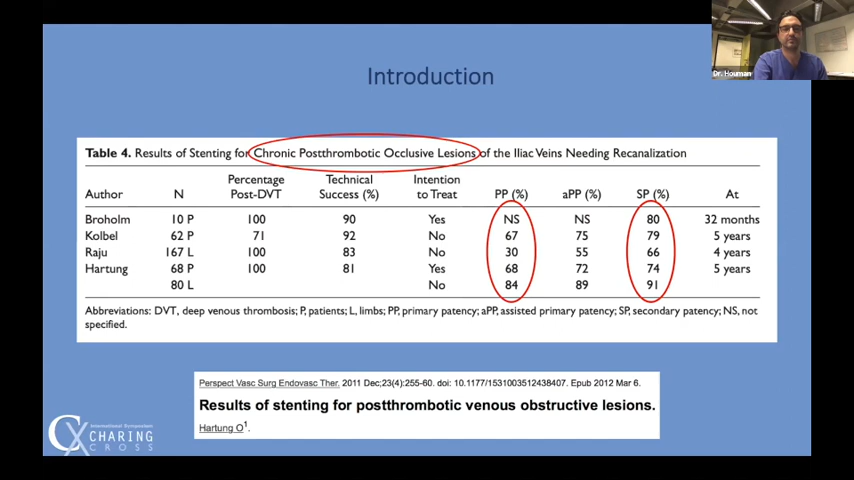 Dr. Houman
Introduction
Table 4. Results of Stenting for Chronic Postthrombotic Occlusive Lesions of the Iliac Veins Needing Recanalization
Author N Percentage Post-DVT Technical Success (%) Intention to Treat PP (%) aPP (%) SP (%) At
Broholm 10 P 100 90 Yes NS NS 80 32 months
Kolbel 62 P 71 92 No 67 75 79 5 years
Raju 167 L 100 83 No 30 55 66 4 years
Hartung 68 P 100 81 Yes 68 72 74 5 years
80 L No 84 89 91
Abbreviations: DVT, deep venous thrombosis; P, patients; L, limbs; PP, primary patency; aPP, assisted primary patency; SP, secondary patency; NS, not
specified.
Perspect Vasc Surg Endovasc Ther. 2011 Dec;23(4):255-60. doi: 10.1177/1531003512438407. Epub 2012 Mar 6.
Results of stenting for postthrombotic venous obstructive lesions.
Hartung O1.
CX International Symposium
CHARING
CROSS